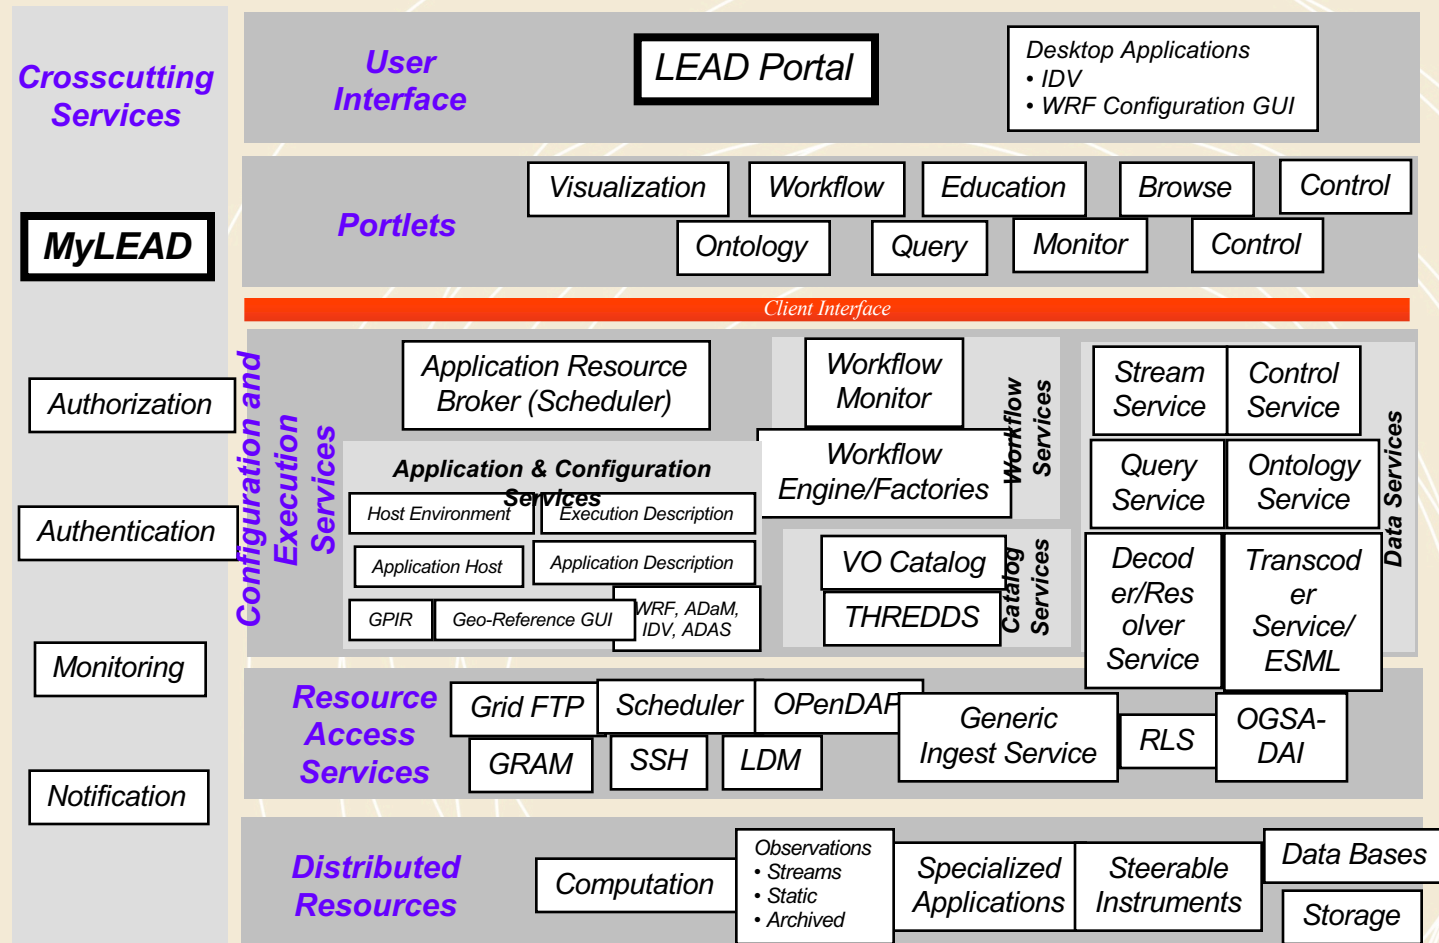 Crosscutting
Services
MyLEAD
Authorization
Authentication
Monitoring
Notification
User
Interface
LEAD Portal
Desktop Applications
• IDV
• WRF Configuration GUI
Portlets
Visualization
Workflow
Education
Browse
Control
Ontology
Query
Monitor
Control
Client Interface
Configuration and
Execution
Services
Application Resource
Broker (Scheduler)
Application & Configuration
Services
Host Environment
Execution Description
Application Host
Application Description
GPIR
Geo-Reference GUI
WRF, ADaM,
IDV, ADAS
Workflow
Monitor
Workflow
Engine/Factories
Workflow
Services
VO Catalog
THREDDS
Catalog
Services
Stream
Service
Control
Service
Query
Service
Ontology
Service
Decod
er/Res
olver
Service
Transcod
er
Service/
ESML
Data Services
Resource
Access
Services
Grid FTP
Scheduler
OPenDAP
Generic
Ingest Service
RLS
OGSA-
DAI
GRAM
SSH
LDM
Distributed
Resources
Computation
Observations
• Streams
• Static
• Archived
Specialized
Applications
Steerable
Instruments
Data Bases
Storage